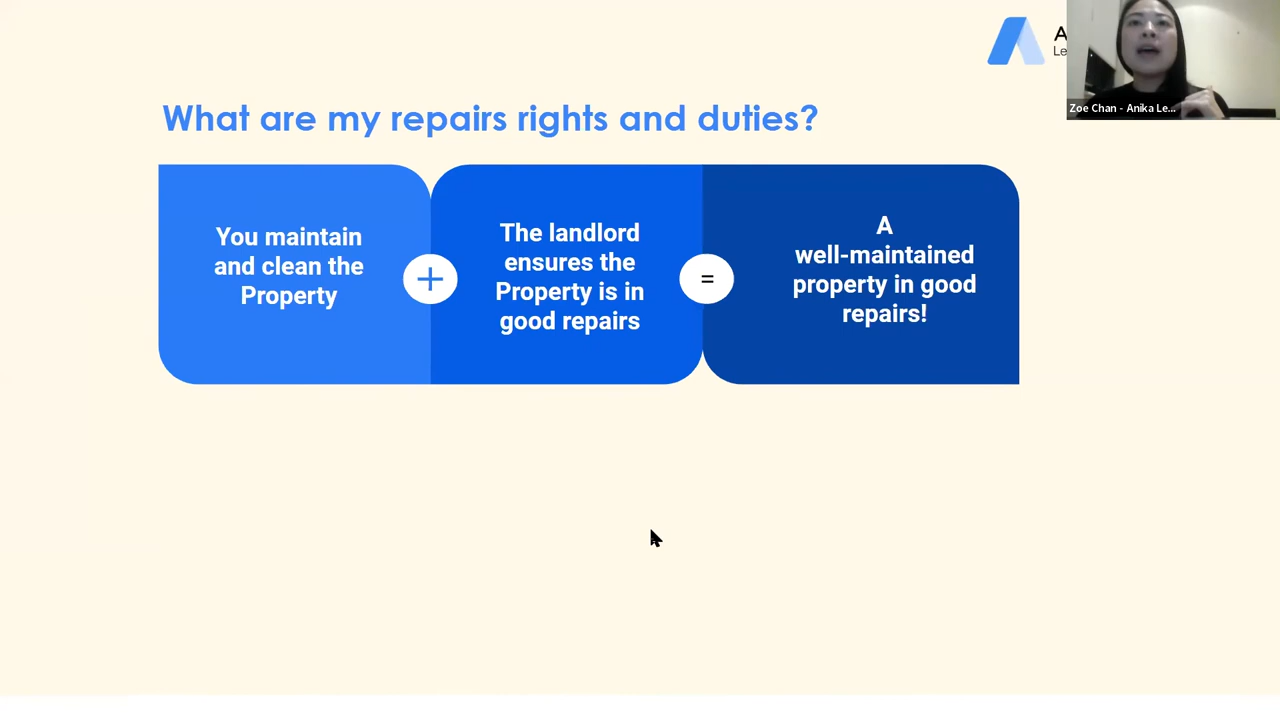 A
Le
Zoe Chan - Anika Le...
What are my repairs rights and duties?
You maintain
and clean the
Property
+
The landlord
ensures the
Property is in
good repairs
=
A
well-maintained
property in good
repairs!